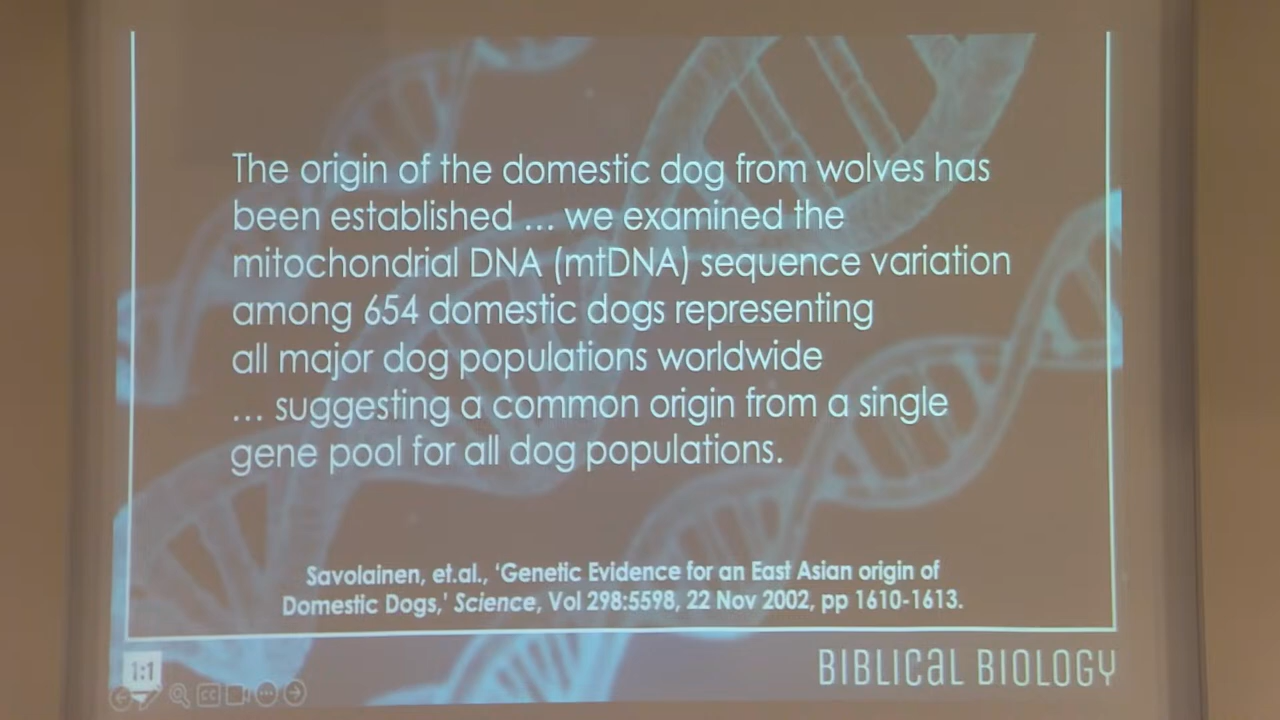 The origin of the domestic dog from wolves has
been established ... we examined the
mitochondrial DNA (mtDNA) sequence variation
among 654 domestic dogs representing
all major dog populations worldwide
... suggesting a common origin from a single
gene pool for all dog populations.
Savolainen, et.al., ‘Genetic Evidence for an East Asian origin of
Domestic Dogs,’ Science, Vol 298:5598, 22 Nov 2002, pp 1610-1613.
1:1
BIBLICAL BIOLOGY
CC